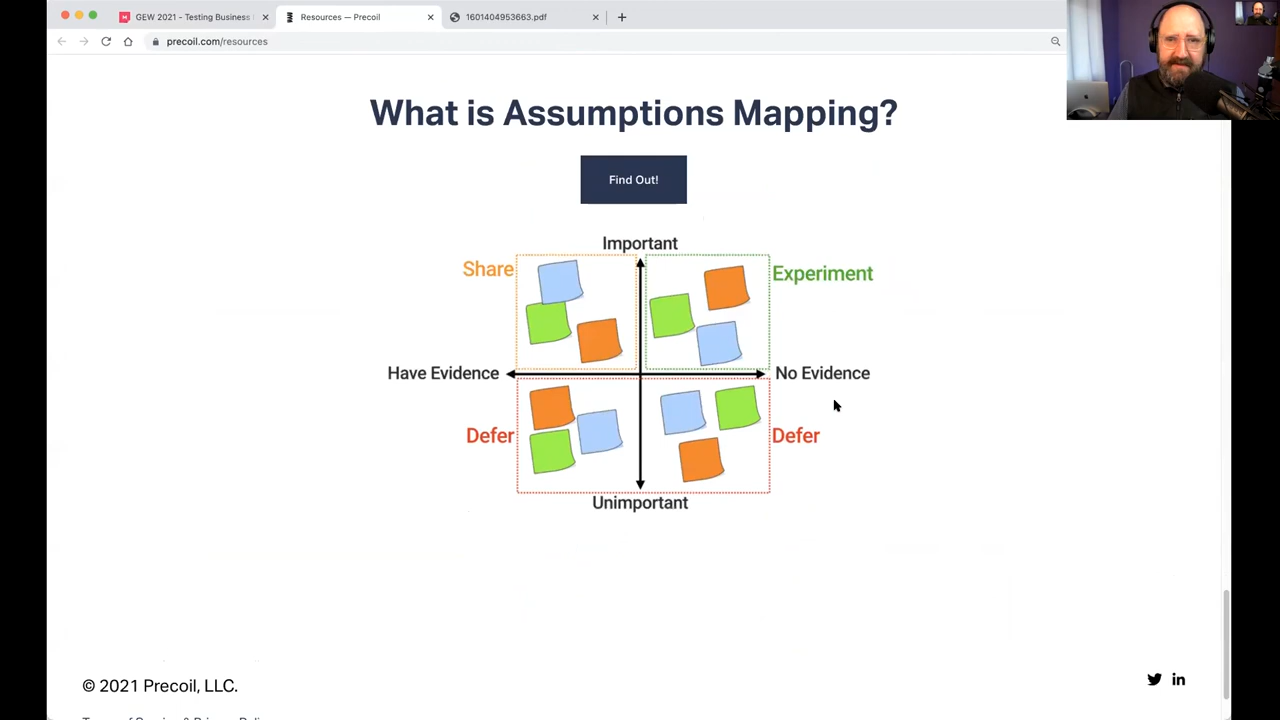 GEW 2021 - Testing Business
Resources — Precoil
1601404953663.pdf
precoil.com/resources
What is Assumptions Mapping?
Find Out!
Important
Share
Experiment
Have Evidence
No Evidence
Defer
Defer
Unimportant
© 2021 Precoil, LLC.